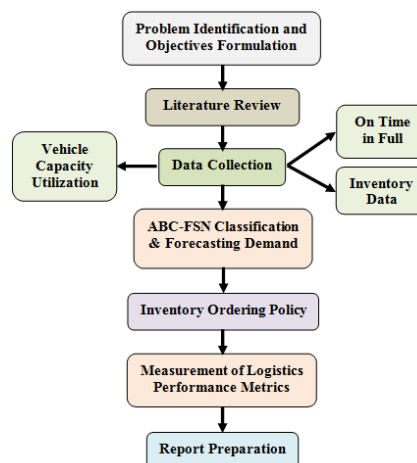 Problem Identification and
Objectives Formulation
Literature Review
On Time
in Full
Vehicle
Capacity
Utilization
Data Collection
Inventory
Data
ABC-FSN Classification
& Forecasting Demand
Inventory Ordering Policy
Measurement of Logistics
Performance Metrics
Report Preparation